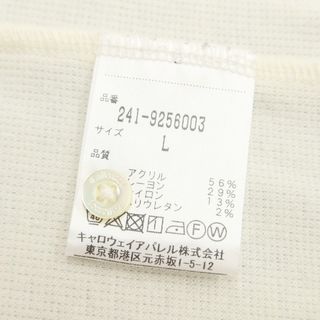 品番
241-9256003
サイズ
L
品質
アクリル 56%
レーヨン 29%
ナイロン 13%
ポリウレタン 2%
キャロウェイアパレル株式会社
東京都港区元赤坂1-5-12